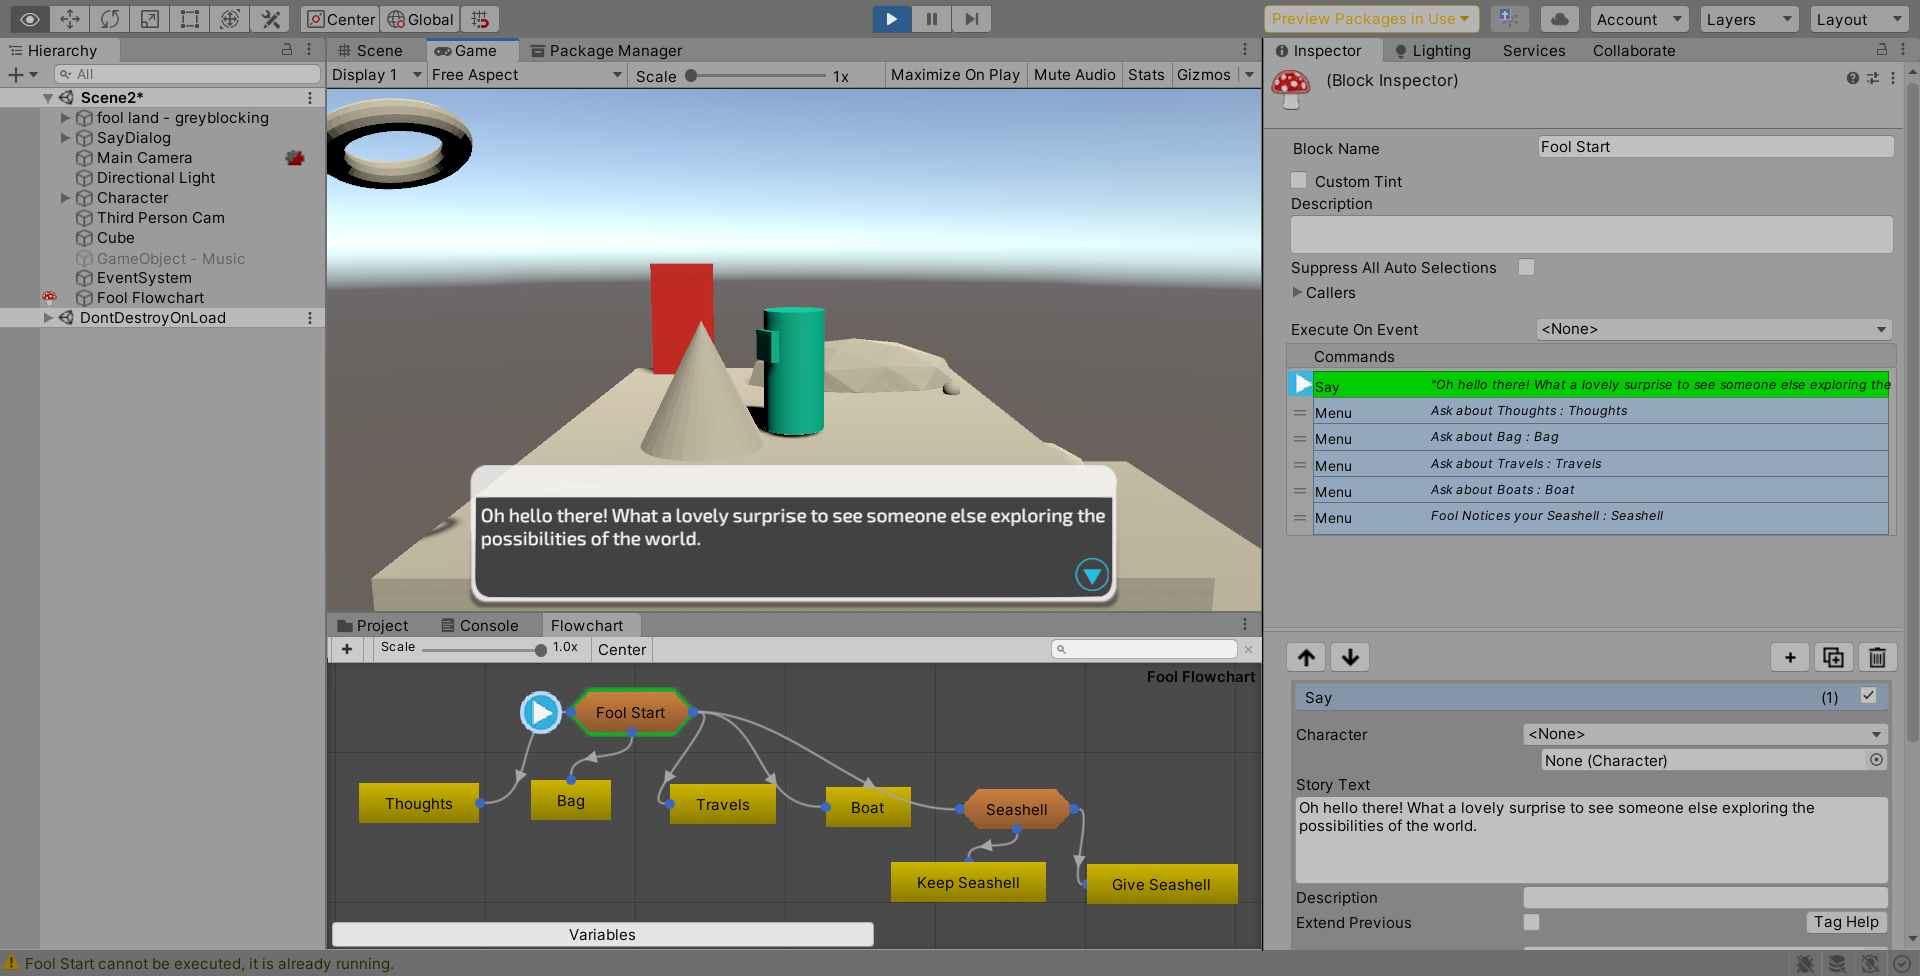 Center
Global
Preview Packages in Use
Account
Layers
Layout
Hierarchy
All
Scene2*
fool land - greyblocking
SayDialog
Main Camera
Directional Light
Character
Third Person Cam
Cube
GameObject - Music
EventSystem
Fool Flowchart
DontDestroyOnLoad
Scene
Game
Package Manager
Display 1
Free Aspect
Scale
1x
Maximize On Play
Mute Audio
Stats
Gizmos
Oh hello there! What a lovely surprise to see someone else exploring the
possibilities of the world.
Project
Console
Flowchart
+
Scale
1.0x
Center
Fool Flowchart
Fool Start
Thoughts
Bag
Travels
Boat
Seashell
Keep Seashell
Give Seashell
Variables
Inspector
Lighting
Services
Collaborate
(Block Inspector)
Block Name
Fool Start
Custom Tint
Description
Suppress All Auto Selections
Callers
Execute On Event
<None>
Commands
Say
"Oh hello there! What a lovely surprise to see someone else exploring the
Menu
Ask about Thoughts : Thoughts
Menu
Ask about Bag : Bag
Menu
Ask about Travels : Travels
Menu
Ask about Boats : Boat
Menu
Fool Notices your Seashell : Seashell
Say
(1)
Character
<None>
None (Character)
Story Text
Oh hello there! What a lovely surprise to see someone else exploring the
possibilities of the world.
Description
Extend Previous
Tag Help
Fool Start cannot be executed, it is already running.